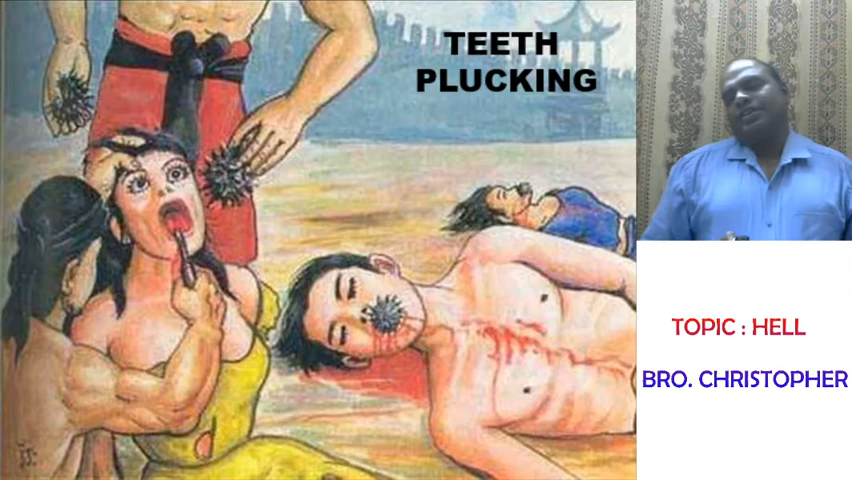 TEETH
PLUCKING
TOPIC : HELL
BRO. CHRISTOPHER